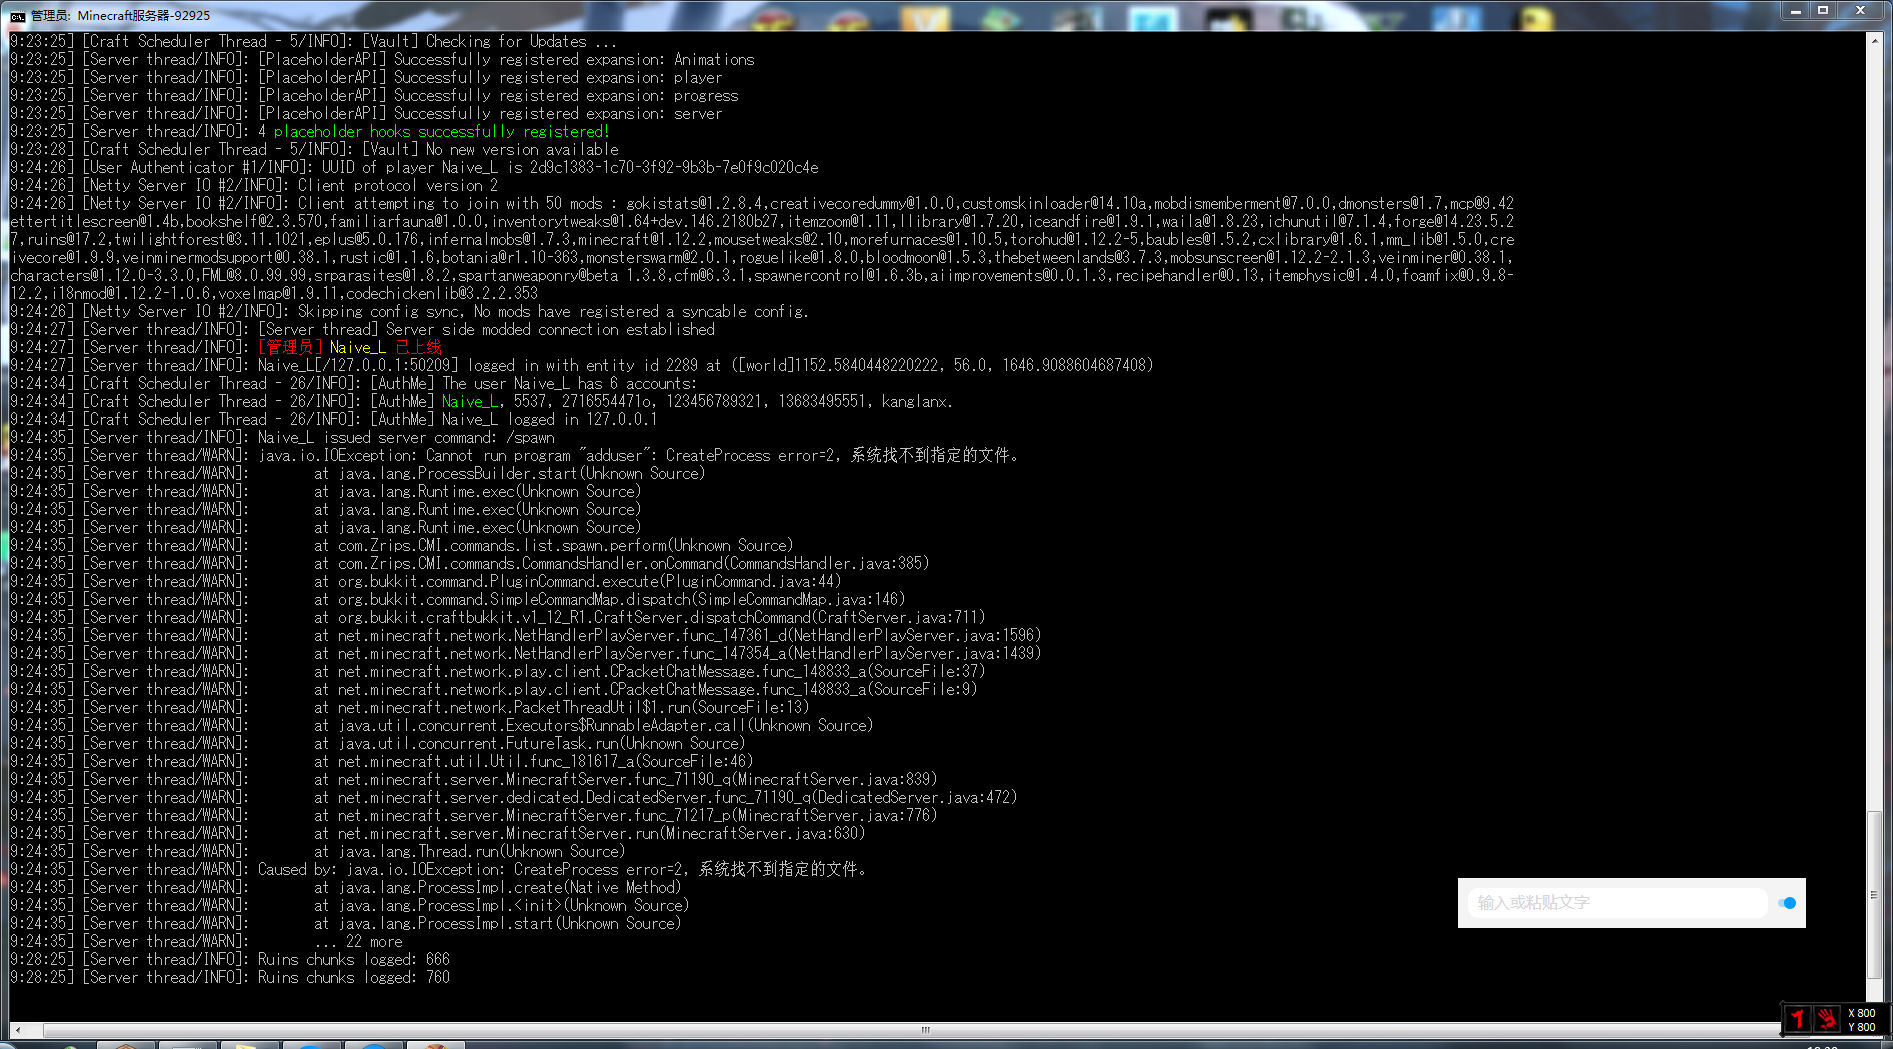 管理员: Minecraft服务器-92925
9:23:25] [Craft Scheduler Thread - 5/INFO]: [Vault] Checking for Updates ...
9:23:25] [Server thread/INFO]: [PlaceholderAPI] Successfully registered expansion: Animations
9:23:25] [Server thread/INFO]: [PlaceholderAPI] Successfully registered expansion: player
9:23:25] [Server thread/INFO]: [PlaceholderAPI] Successfully registered expansion: progress
9:23:25] [Server thread/INFO]: [PlaceholderAPI] Successfully registered expansion: server
9:23:25] [Server thread/INFO]: 4 placeholder hooks successfully registered!
9:23:28] [Craft Scheduler Thread - 5/INFO]: [Vault] No new version available
9:24:26] [User Authenticator #1/INFO]: UUID of player Naive_L is 2d9c1383-1c70-3f92-9b3b-7e0f9c020c4e
9:24:26] [Netty Server IO #2/INFO]: Client protocol version 2
9:24:26] [Netty Server IO #2/INFO]: Client attempting to join with 50 mods : gokistats@1.2.8.4,creativecoredummy@1.0.0,customskinloader@14.10a,mobdismemberment@7.0.0,dmonsters@1.7,mcp@9.42
ettertitlescreen@1.4b,bookshelf@2.3.570,familiarfauna@1.0.0,inventorytweaks@1.64+dev.146.2180b27,itemzoom@1.11,llibrary@1.7.20,iceandfire@1.9.1,waila@1.8.23,ichunutil@7.1.4,forge@14.23.5.27
7,ruins@17.2,twilightforest@3.11.1021,eplus@5.0.176,infernalmobs@1.7.3,minecraft@1.12.2,mousetweaks@2.10,morefurnaces@1.10.5,torohud@1.12.2-5,baubles@1.5.2,cxlibrary@1.6.1,mm_lib@1.5.0,cre
ivecore@1.9.9,veinminermodsupport@0.38.1,rustic@1.1.6,botania@r1.10-363,monsterswarm@2.0.1,roguelike@1.8.0,bloodmoon@1.5.3,thebetweenlands@3.7.3,mobsunscreen@1.12.2-2.1.3,veinminer@0.38.1,
characters@1.12.0-3.3.0,FML@8.0.99.99,srparasites@1.8.2,spartanweaponry@beta 1.3.8,cfm@6.3.1,spawnercontrol@1.6.3b,aiimprovements@0.0.1.3,recipehandler@0.13,itemphysic@1.4.0,foamfix@0.9.8-
12.2,i18nmod@1.12.2-1.0.6,voxelmap@1.9.11,codechickenlib@3.2.2.353
9:24:26] [Netty Server IO #2/INFO]: Skipping config sync, No mods have registered a syncable config.
9:24:27] [Server thread/INFO]: [Server thread] Server side modded connection established
9:24:27] [Server thread/INFO]: [管理员] Naive_L 已上线
9:24:27] [Server thread/INFO]: Naive_L[/127.0.0.1:50209] logged in with entity id 2289 at ([world]1152.5840448220222, 56.0, 1646.9088604687408)
9:24:34] [Craft Scheduler Thread - 26/INFO]: [AuthMe] The user Naive_L has 6 accounts:
9:24:34] [Craft Scheduler Thread - 26/INFO]: [AuthMe] Naive_L, 5537, 2716554471o, 123456789321, 13683495551, kanglanx.
9:24:34] [Craft Scheduler Thread - 26/INFO]: [AuthMe] Naive_L logged in 127.0.0.1
9:24:35] [Server thread/INFO]: Naive_L issued server command: /spawn
9:24:35] [Server thread/WARN]: java.io.IOException: Cannot run program "adduser": CreateProcess error=2, 系统找不到指定的文件。
9:24:35] [Server thread/WARN]: at java.lang.ProcessBuilder.start(Unknown Source)
9:24:35] [Server thread/WARN]: at java.lang.Runtime.exec(Unknown Source)
9:24:35] [Server thread/WARN]: at java.lang.Runtime.exec(Unknown Source)
9:24:35] [Server thread/WARN]: at java.lang.Runtime.exec(Unknown Source)
9:24:35] [Server thread/WARN]: at com.Zrips.CMI.commands.list.spawn.perform(Unknown Source)
9:24:35] [Server thread/WARN]: at com.Zrips.CMI.commands.CommandsHandler.onCommand(CommandsHandler.java:385)
9:24:35] [Server thread/WARN]: at org.bukkit.command.PluginCommand.execute(PluginCommand.java:44)
9:24:35] [Server thread/WARN]: at org.bukkit.command.SimpleCommandMap.dispatch(SimpleCommandMap.java:146)
9:24:35] [Server thread/WARN]: at org.bukkit.craftbukkit.v1_12_R1.CraftServer.dispatchCommand(CraftServer.java:711)
9:24:35] [Server thread/WARN]: at net.minecraft.network.NetHandlerPlayServer.func_147361_d(NetHandlerPlayServer.java:1596)
9:24:35] [Server thread/WARN]: at net.minecraft.network.NetHandlerPlayServer.func_147354_a(NetHandlerPlayServer.java:1439)
9:24:35] [Server thread/WARN]: at net.minecraft.network.play.client.CPacketChatMessage.func_148833_a(SourceFile:37)
9:24:35] [Server thread/WARN]: at net.minecraft.network.play.client.CPacketChatMessage.func_148833_a(SourceFile:9)
9:24:35] [Server thread/WARN]: at net.minecraft.network.PacketThreadUtil$1.run(SourceFile:13)
9:24:35] [Server thread/WARN]: at java.util.concurrent.Executors$RunnableAdapter.call(Unknown Source)
9:24:35] [Server thread/WARN]: at java.util.concurrent.FutureTask.run(Unknown Source)
9:24:35] [Server thread/WARN]: at net.minecraft.util.Util.func_181617_a(SourceFile:46)
9:24:35] [Server thread/WARN]: at net.minecraft.server.MinecraftServer.func_71190_q(MinecraftServer.java:839)
9:24:35] [Server thread/WARN]: at net.minecraft.server.dedicated.DedicatedServer.func_71190_q(DedicatedServer.java:472)
9:24:35] [Server thread/WARN]: at net.minecraft.server.MinecraftServer.func_71217_p(MinecraftServer.java:776)
9:24:35] [Server thread/WARN]: at net.minecraft.server.MinecraftServer.run(MinecraftServer.java:630)
9:24:35] [Server thread/WARN]: at java.lang.Thread.run(Unknown Source)
9:24:35] [Server thread/WARN]: Caused by: java.io.IOException: CreateProcess error=2, 系统找不到指定的文件。
9:24:35] [Server thread/WARN]: at java.lang.ProcessImpl.create(Native Method)
9:24:35] [Server thread/WARN]: at java.lang.ProcessImpl.<init>(Unknown Source)
9:24:35] [Server thread/WARN]: at java.lang.ProcessImpl.start(Unknown Source)
9:24:35] [Server thread/WARN]: ... 22 more
9:28:25] [Server thread/INFO]: Ruins chunks logged: 666
9:28:25] [Server thread/INFO]: Ruins chunks logged: 760
输入或粘贴文字
X 800
Y 800